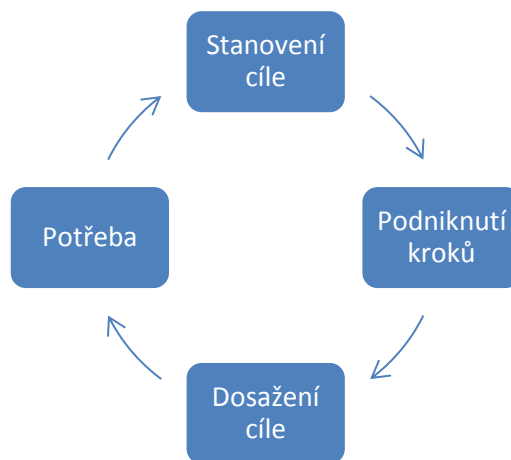 Stanovení
cíle
Potřeba
Podniknutí
kroků
Dosažení
cíle